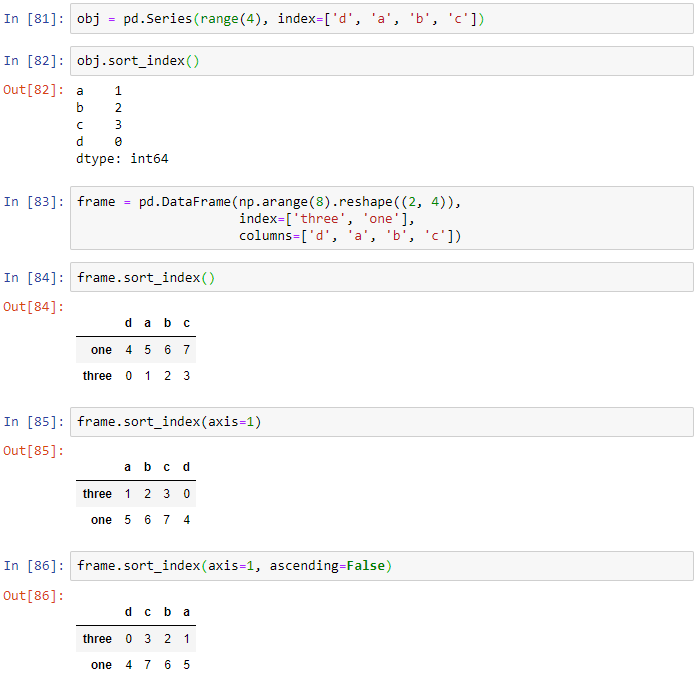 In [81]: obj = pd.Series(range(4), index=['d', 'a', 'b', 'c'])
In [82]: obj.sort_index()
Out[82]: a    1
b    2
c    3
d    0
dtype: int64
In [83]: frame = pd.DataFrame(np.arange(8).reshape((2, 4)),
index=['three', 'one'],
columns=['d', 'a', 'b', 'c'])
In [84]: frame.sort_index()
Out[84]:
d a b c
one 4 5 6 7
three 0 1 2 3
In [85]: frame.sort_index(axis=1)
Out[85]:
a b c d
three 1 2 3 0
one 5 6 7 4
In [86]: frame.sort_index(axis=1, ascending=False)
Out[86]:
d c b a
three 0 3 2 1
one 4 7 6 5